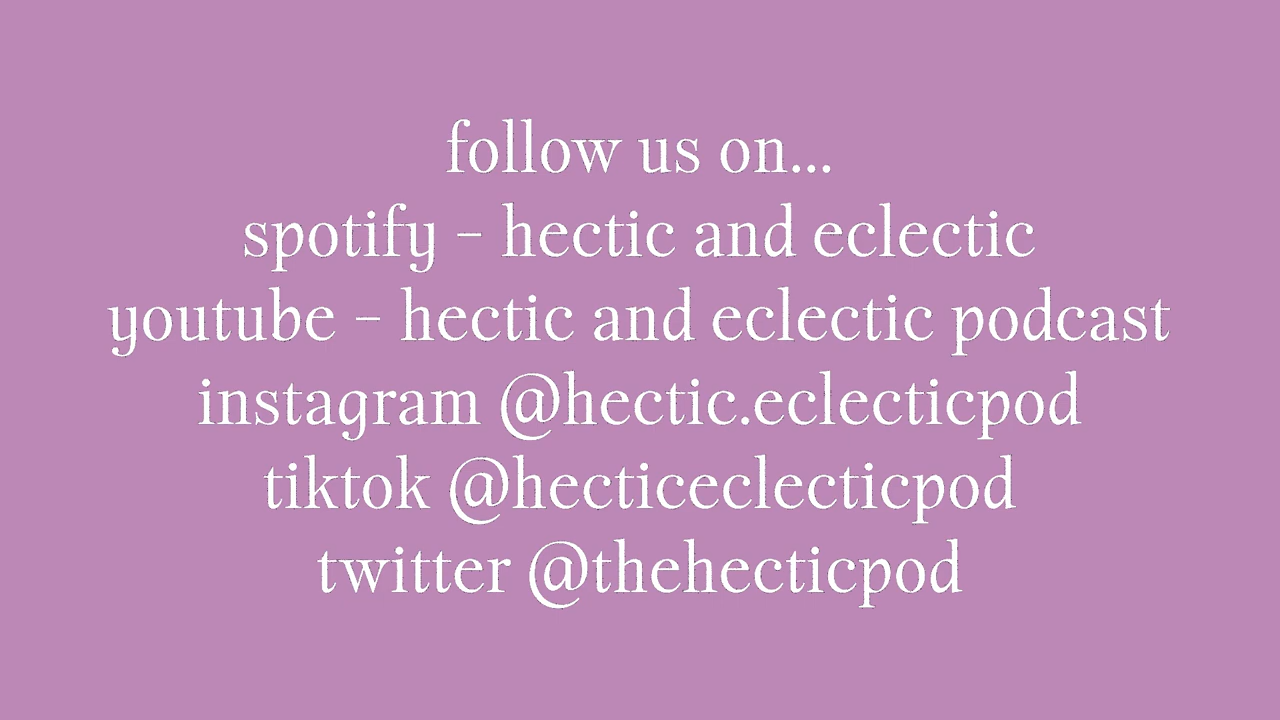 follow us on...
spotify - hectic and eclectic
youtube - hectic and eclectic podcast
instagram @hectic.eclecticpod
tiktok @hecticeclecticpod
twitter @thehecticpod